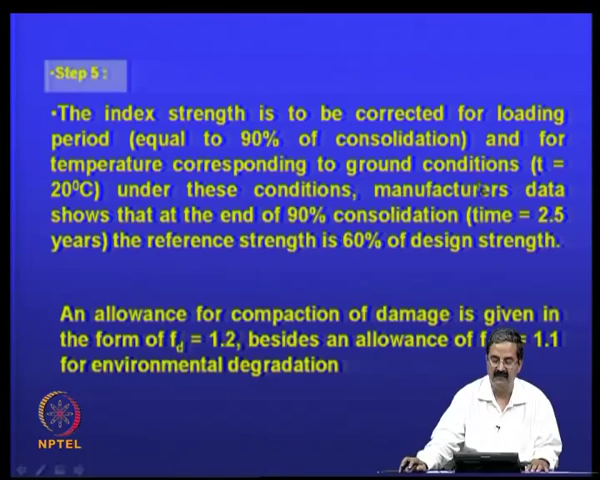 •Step 5 :
•The index strength is to be corrected for loading
period (equal to 90% of consolidation) and for
temperature corresponding to ground conditions (t =
20⁰C) under these conditions, manufacturers data
shows that at the end of 90% consolidation (time = 2.5
years) the reference strength is 60% of design strength.
An allowance for compaction of damage is given in
the form of fd = 1.2, besides an allowance of f = 1.1
for environmental degradation
NPTEL